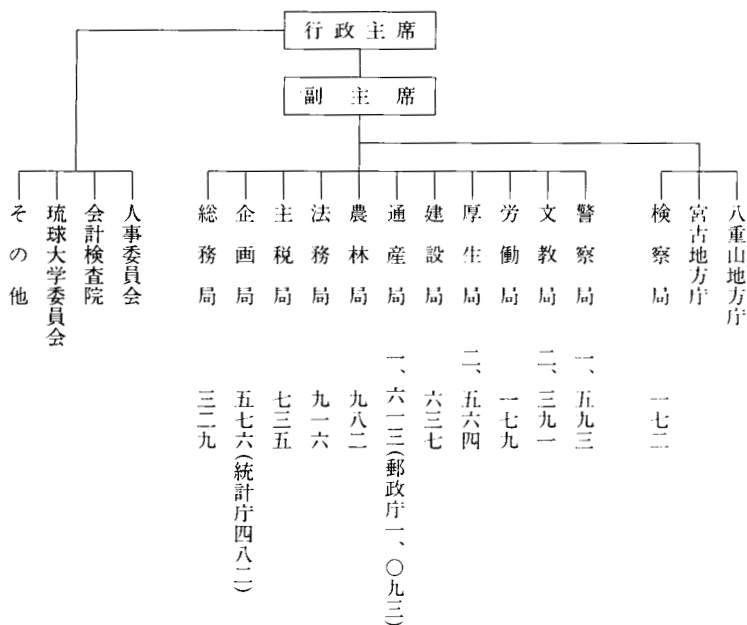 行政主席
副主席
八重山地方庁
宮古地方庁
検察局 一七二
警察局 一、五九三
文教局 二、三九一
労働局 一七九
厚生局 二、五六四
建設局 六三七
通産局 一、六一三(郵政庁一、〇九三)
農林局 九八二
法務局 九一六
主税局 七三五
企画局 五七六(統計庁四八二)
総務局 三二九
人事委員会
会計検査院
琉球大学委員会
その他